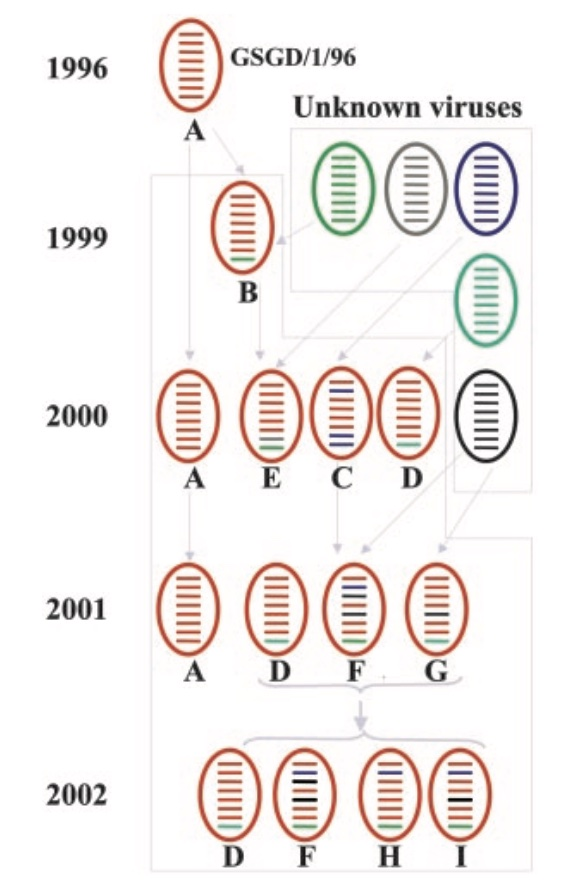 1996
GSGD/1/96
A
Unknown viruses
1999
B
2000
A E C D
2001
A D F G
2002
D F H I